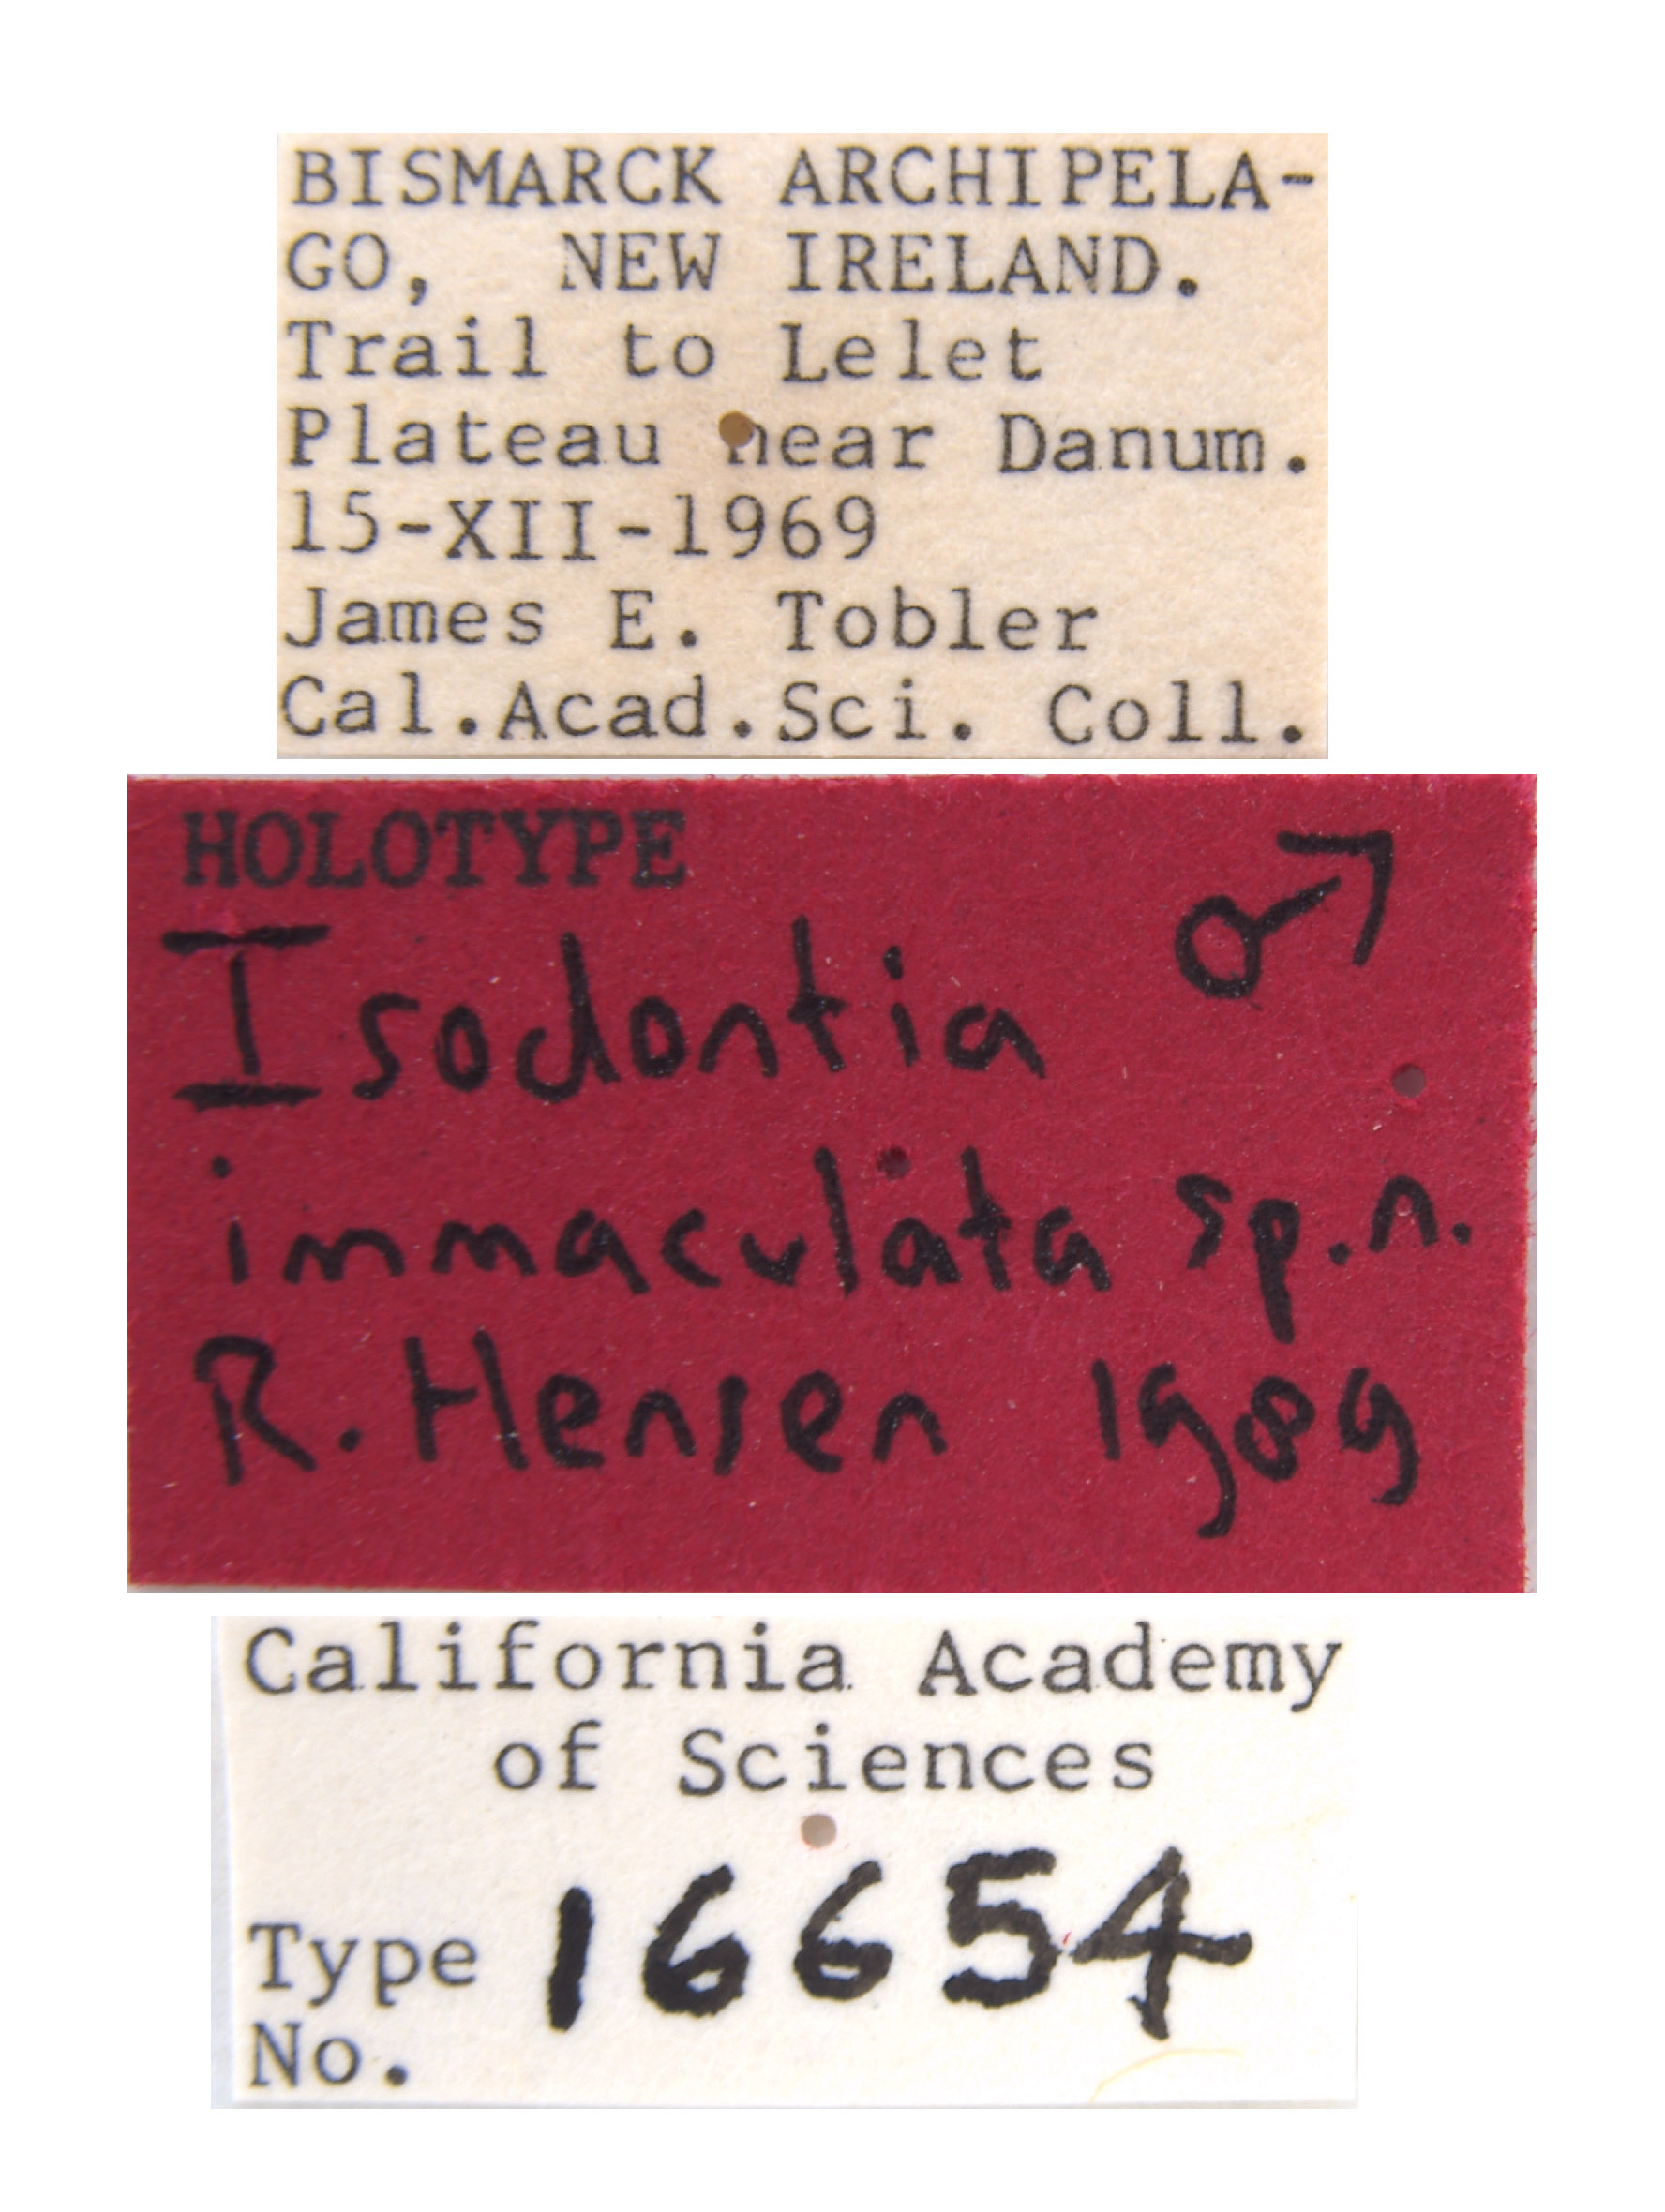 BISMARCK ARCHIPELA-
GO, NEW IRELAND.
Trail to Lelet
Plateau near Danum.
15-XII-1969
James E. Tobler
Cal.Acad.Sci. Coll.
HOLOTYPE ♂
Isodontia
immaculata sp.n.
R. Hensen 1989
California Academy
of Sciences
Type 16654
No.